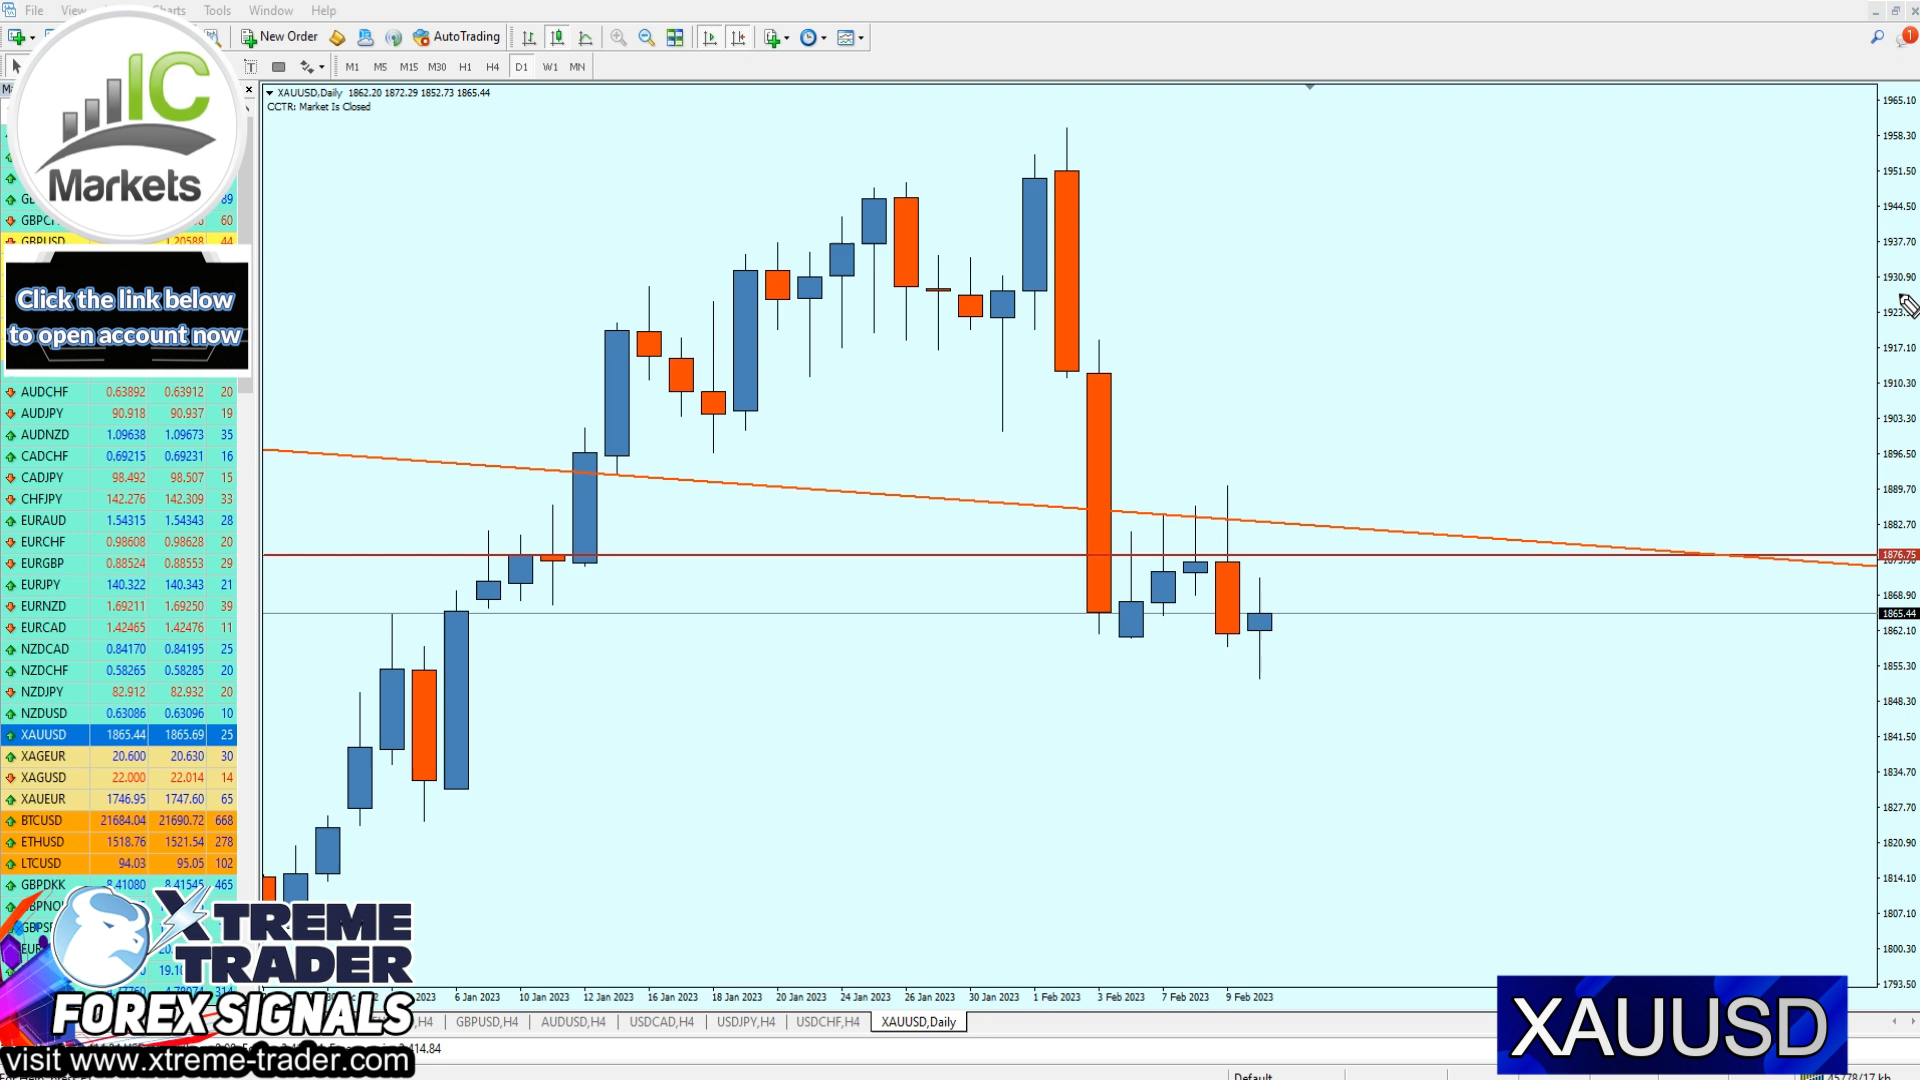 File View Charts Tools Window Help
New Order AutoTrading 1
M1 M5 M15 M30 H1 H4 D1 W1 MN
IC
Markets
XAUUSD,Daily 1862.20 1872.29 1852.73 1865.44
CCTR: Market Is Closed
89
60
GBPUSD 1.20588 44
Click the link below
to open account now
AUDCHF 0.63892 0.63912 20
AUDJPY 90.918 90.937 19
AUDNZD 1.09638 1.09673 35
CADCHF 0.69215 0.69231 16
CADJPY 98.492 98.507 15
CHFJPY 142.276 142.309 33
EURAUD 1.54315 1.54343 28
EURCHF 0.98608 0.98628 20
EURGBP 0.88524 0.88553 29
EURJPY 140.322 140.343 21
EURNZD 1.69211 1.69250 39
EURCAD 1.42465 1.42476 11
NZDCAD 0.84170 0.84195 25
NZDCHF 0.58265 0.58285 20
NZDJPY 82.912 82.932 20
NZDUSD 0.63086 0.63096 10
XAUUSD 1865.44 1865.69 25
XAGEUR 20.600 20.630 30
XAGUSD 22.000 22.014 14
XAUEUR 1746.95 1747.60 65
BTCUSD 21684.04 21690.72 668
ETHUSD 1518.76 1521.54 278
LTCUSD 94.03 95.05 102
GBPDKK 8.41080 8.41545 465
XTREME
TRADER
FOREX SIGNALS
visit www.xtreme-trader.com
1965.10
1958.30
1951.50
1944.50
1937.70
1930.90
1917.10
1910.30
1903.30
1896.50
1889.70
1882.70
1876.75
1868.90
1865.44
1862.10
1855.30
1848.30
1841.50
1834.70
1827.70
1820.90
1814.10
1807.10
1800.30
1793.50
2023 6 Jan 2023 10 Jan 2023 12 Jan 2023 16 Jan 2023 18 Jan 2023 20 Jan 2023 24 Jan 2023 26 Jan 2023 30 Jan 2023 1 Feb 2023 3 Feb 2023 7 Feb 2023 9 Feb 2023
GBPUSD,H4 AUDUSD,H4 USDCAD,H4 USDJPY,H4 USDCHF,H4 XAUUSD,Daily
XAUUSD
Default